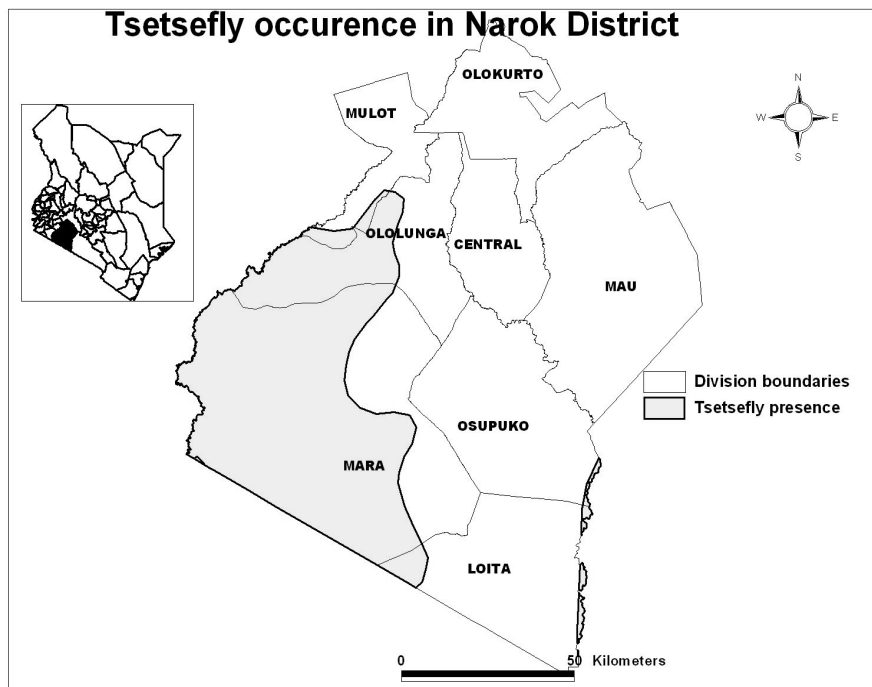 Tsetsefly occurence in Narok District
OLOKURTO
MULOT
N
W E
S
OLOLUNGA
CENTRAL
MAU
Division boundaries
Tsetsefly presence
OSUPUKO
MARA
LOITA
0 50 Kilometers